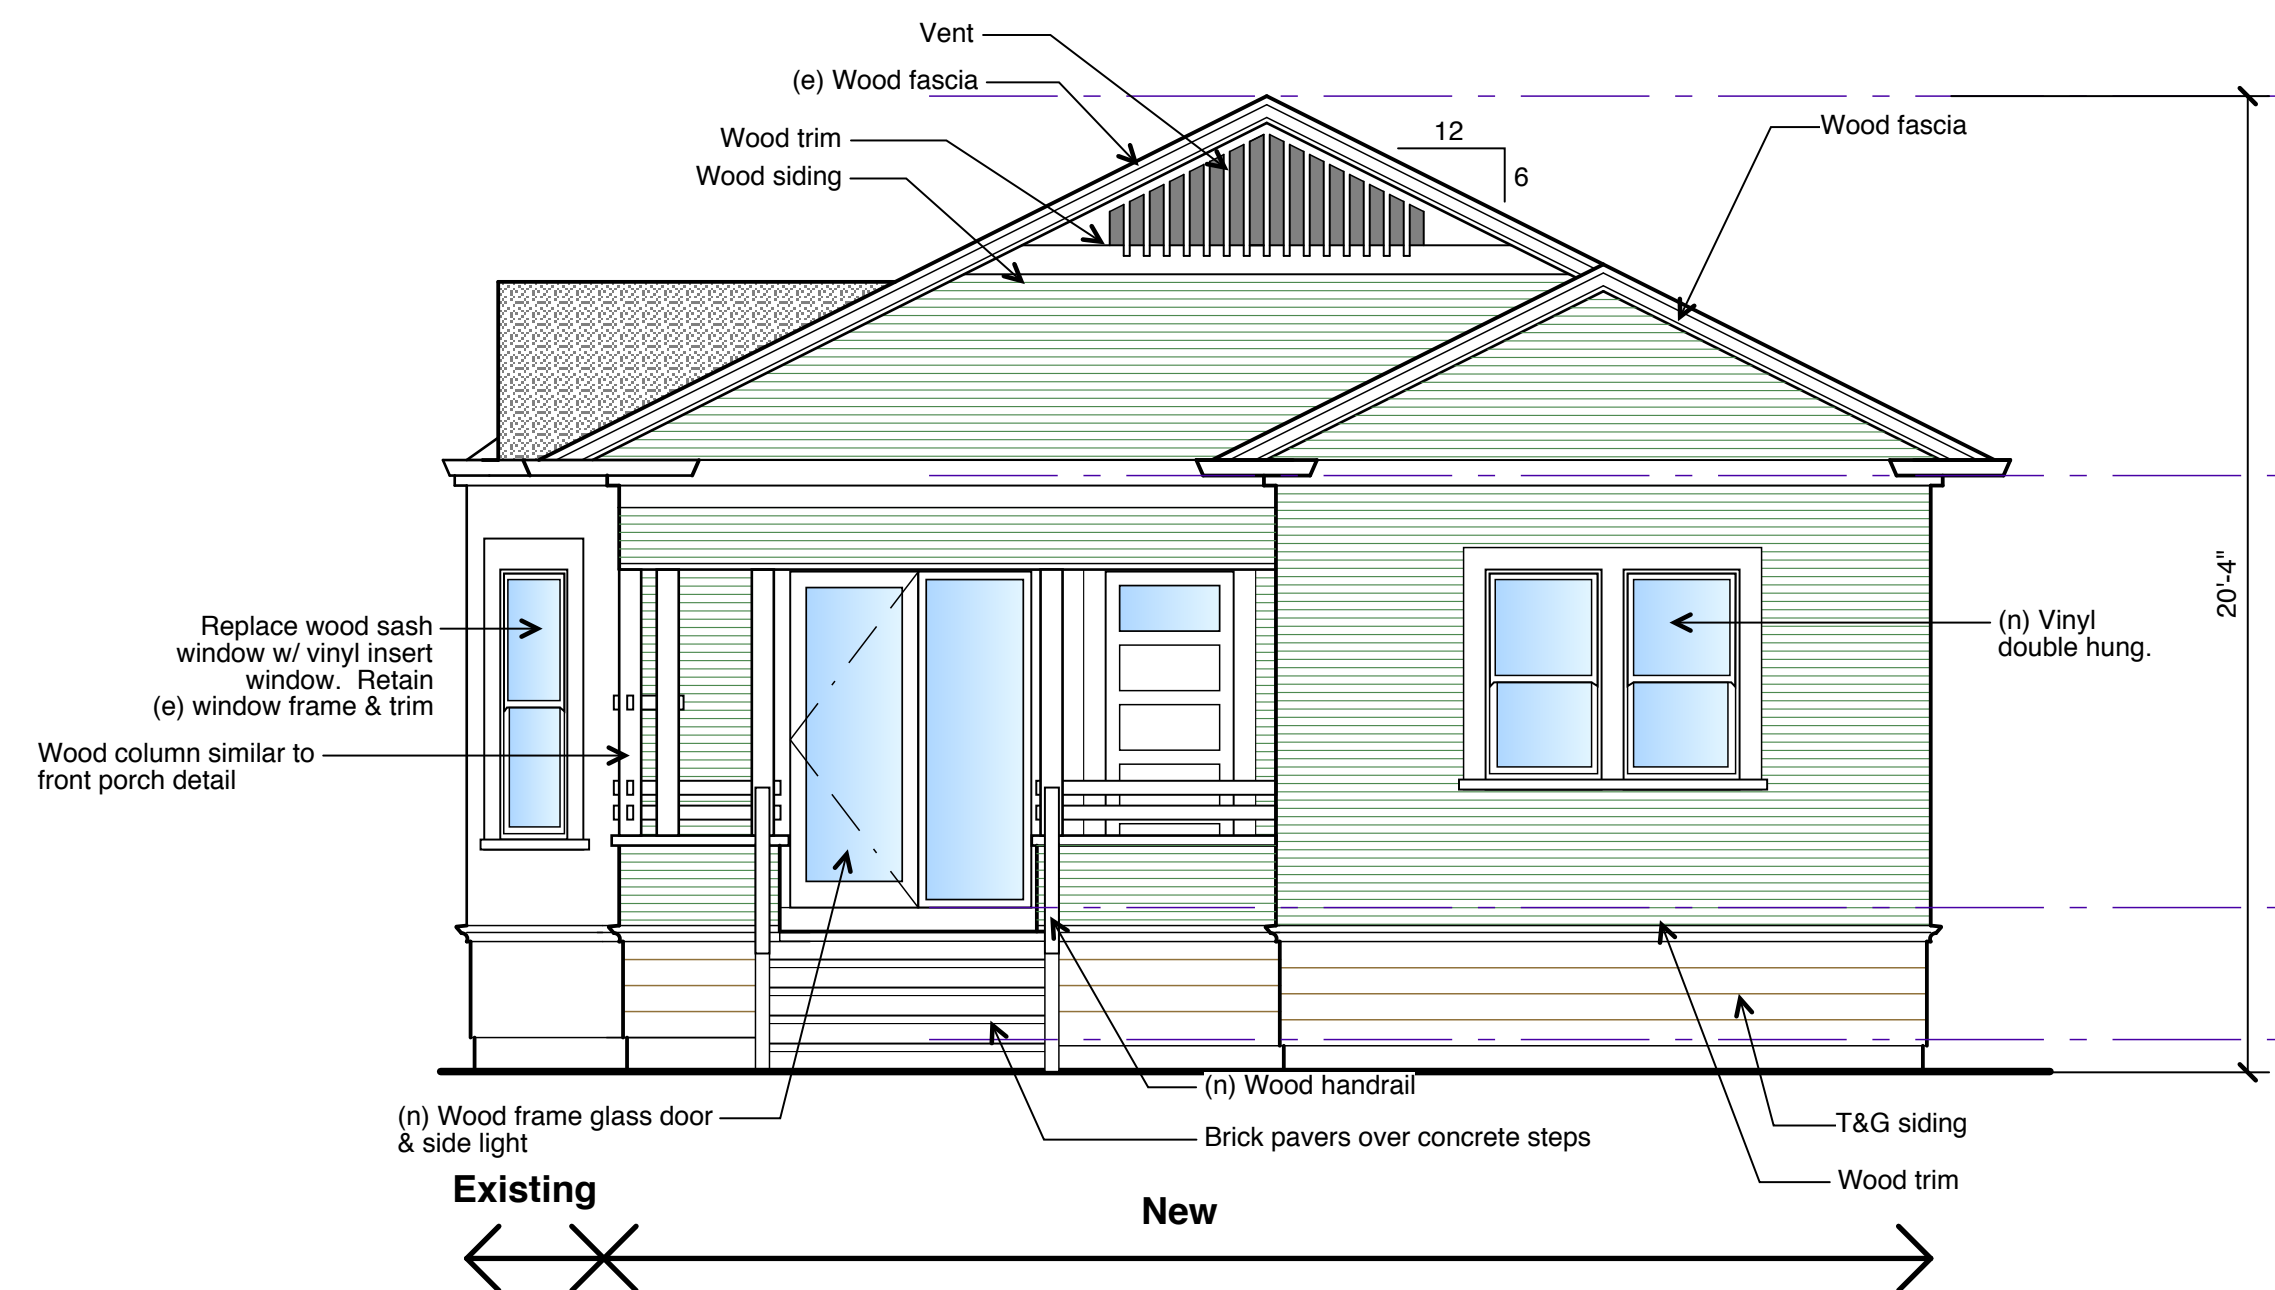 Vent
(e) Wood fascia
Wood trim
Wood siding
12
6
Wood fascia
20'-4"
Replace wood sash
window w/ vinyl insert
window.  Retain
(e) window frame & trim
(n) Vinyl
double hung.
Wood column similar to
front porch detail
(n) Wood handrail
(n) Wood frame glass door
& side light
Brick pavers over concrete steps
T&G siding
Wood trim
Existing
New